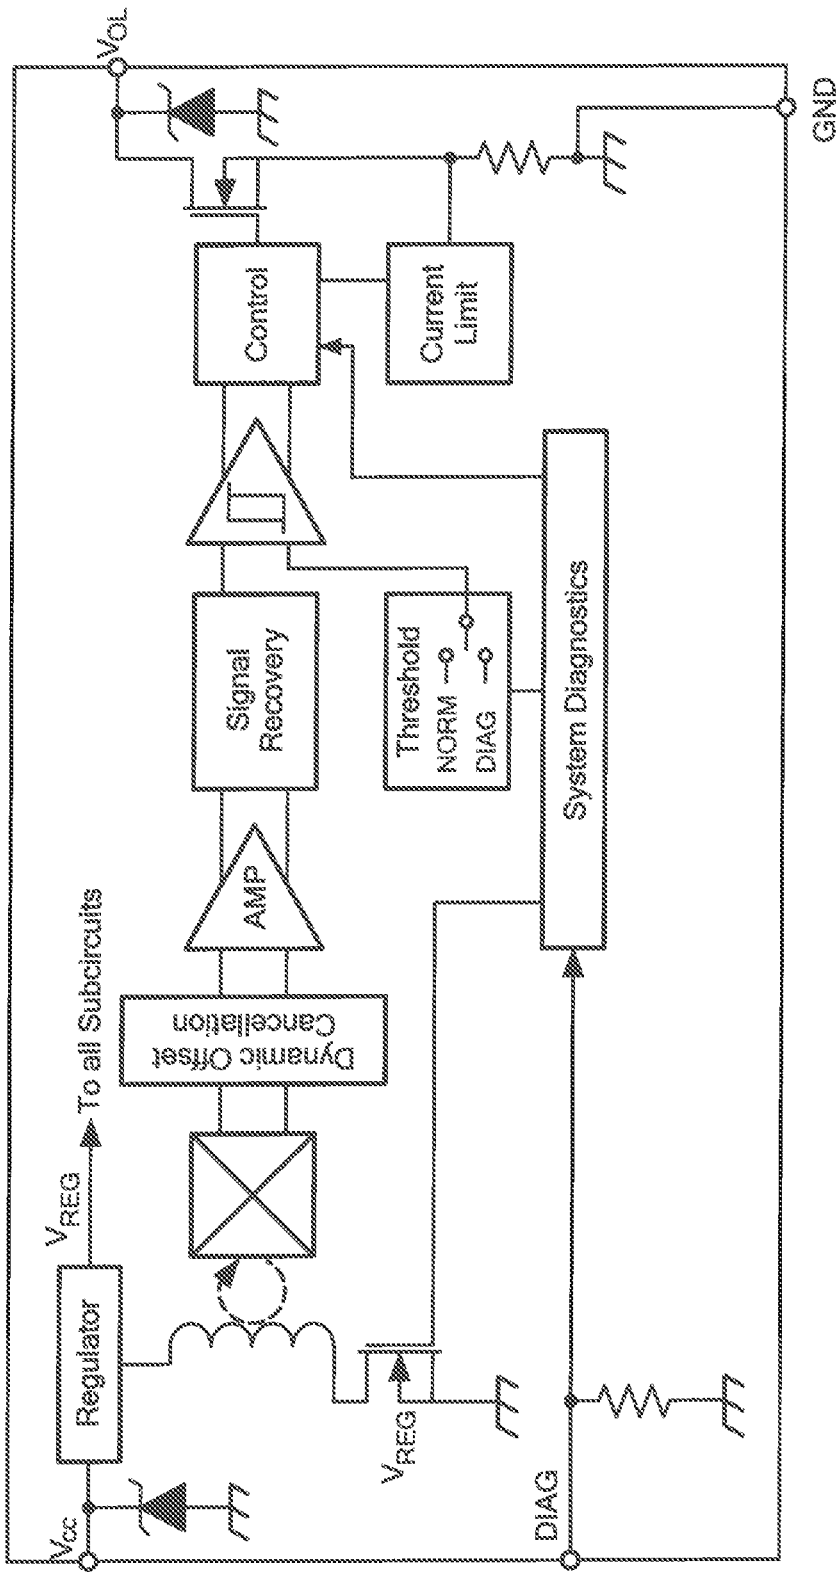 V_CC
Regulator
V_REG
To all Subcircuits
V_OL
Dynamic Offset
Cancellation
AMP
Signal
Recovery
Control
Current
Limit
Threshold
NORM
DIAG
V_REG
System Diagnostics
DIAG
GND